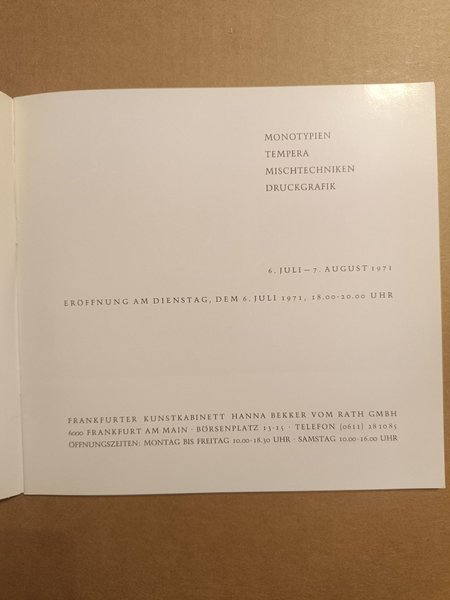 MONOTYPIEN
TEMPERA
MISCHTECHNIKEN
DRUCKGRAFIK
6. JULI – 7. AUGUST 1971
ERÖFFNUNG AM DIENSTAG, DEM 6. JULI 1971, 18.00-20.00 UHR
FRANKFURTER KUNSTKABINETT HANNA BEKKER VOM RATH GMBH
6000 FRANKFURT AM MAIN · BÖRSENPLATZ 13-15 · TELEFON (0611) 281085
ÖFFNUNGSZEITEN: MONTAG BIS FREITAG 10.00-18.30 UHR · SAMSTAG 10.00-16.00 UHR